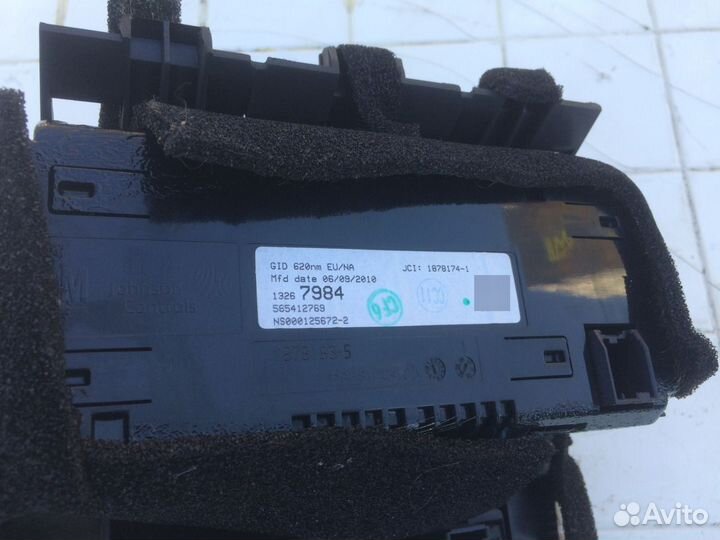 GID 620nm EU/NA JCI: 1878174-1
Mfd date 06/09/2010
1326 7984
565412769
NS000125672-2
Johnson
Controls
Avito